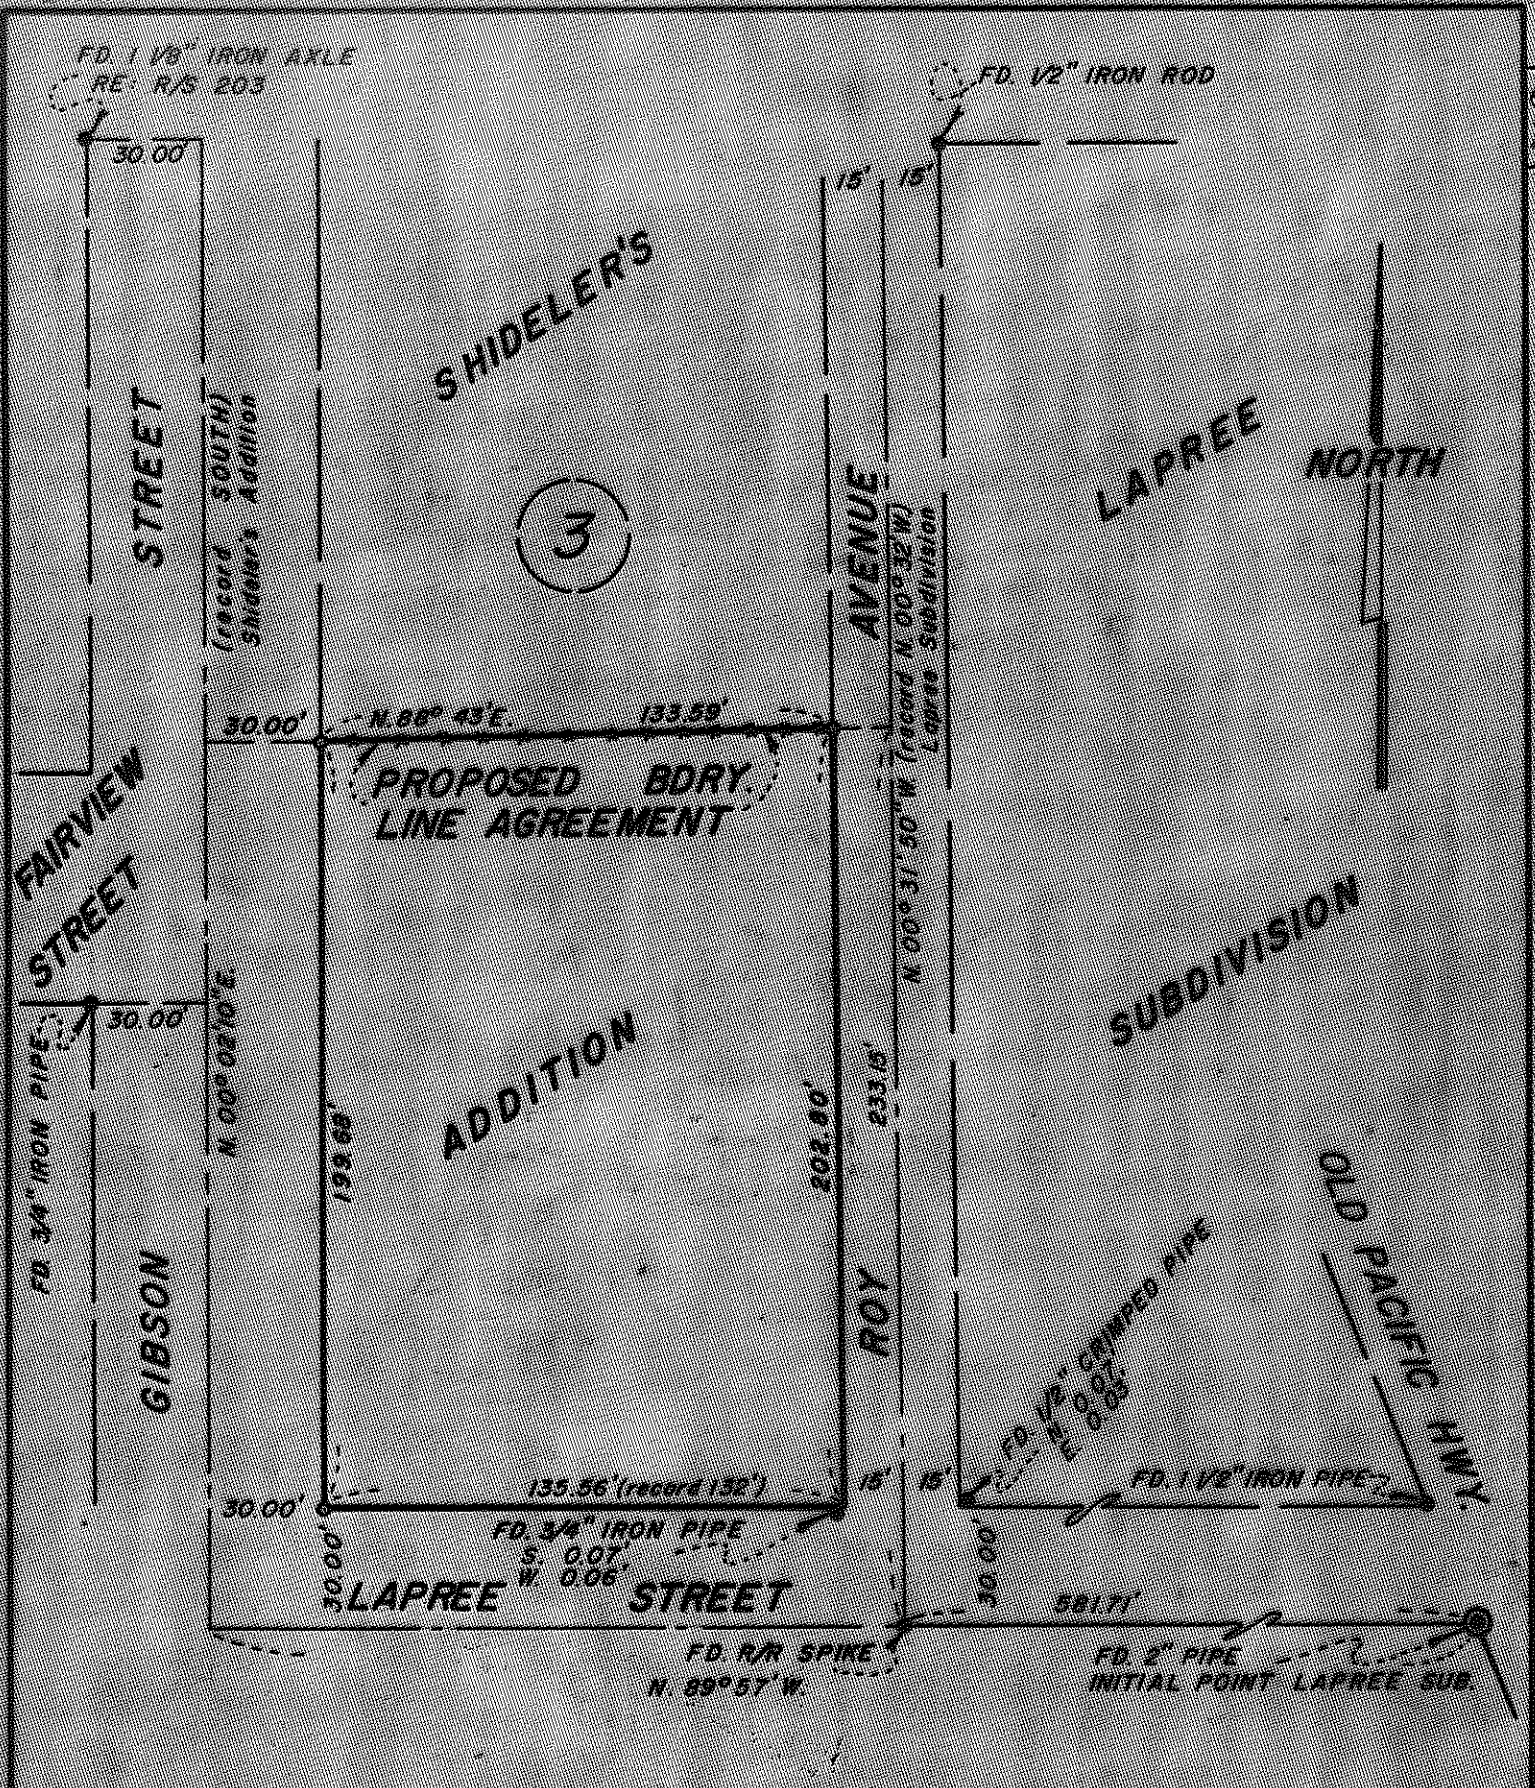 FD. 1 1/8" IRON AXLE
RE: R/S 203
FD. 1/2" IRON ROD
30.00'
15' 15'
SHIDELER'S
STREET
(record SOUTH)
Shideler's Addition
LAPREE
NORTH
3
AVENUE
N. 00° 31' 50" W. (record N. 00° 32' W)
Lapree Subdivision
30.00'
N. 88° 43' E. 133.59'
PROPOSED BDRY.
LINE AGREEMENT
FAIRVIEW
STREET
30.00'
FD. 3/4" IRON PIPE
N. 00° 02' 10" E.
SUBDIVISION
ADDITION
199.68'
202.80'
233.15'
OLD PACIFIC HWY.
GIBSON
ROY
FD. 1/2" CRIMPED PIPE
N. 0.07'
E. 0.03'
30.00'
135.56' (record 132')
15' 15'
FD. 1 1/2" IRON PIPE
FD. 3/4" IRON PIPE
S. 0.07'
W. 0.06'
30.00'
30.00'
LAPREE STREET
581.71'
FD. R/R SPIKE
N. 89° 57' W.
FD. 2" PIPE
INITIAL POINT LAPREE SUB.